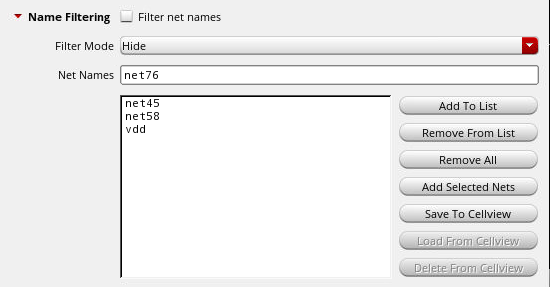 Name Filtering Filter net names
Filter Mode Hide
Net Names net76
net45
net58
vdd
Add To List
Remove From List
Remove All
Add Selected Nets
Save To Cellview
Load From Cellview
Delete From Cellview